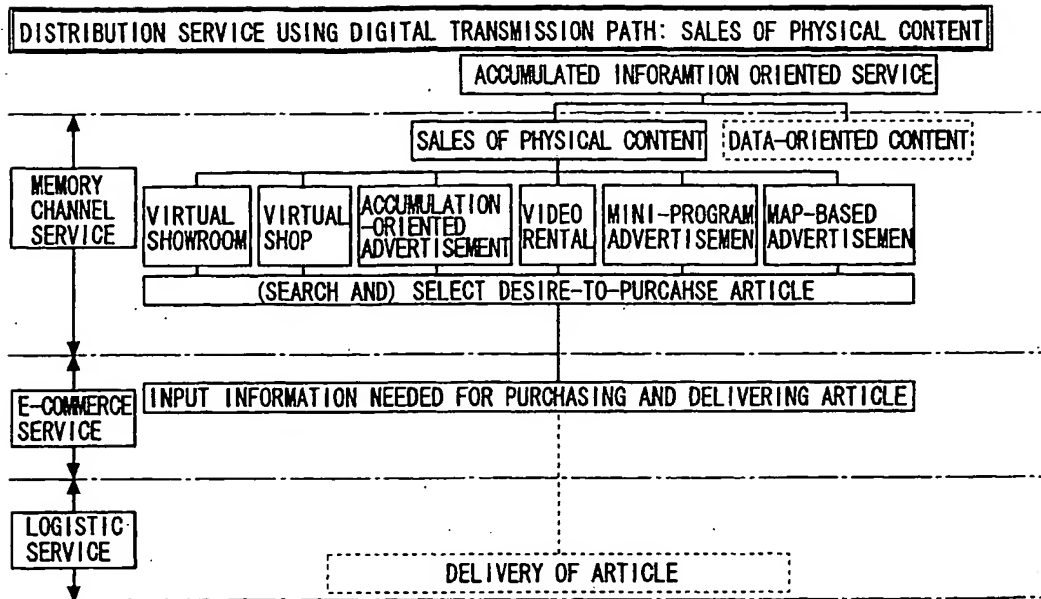 DISTRIBUTION SERVICE USING DIGITAL TRANSMISSION PATH: SALES OF PHYSICAL CONTENT
ACCUMULATED INFORAMTION ORIENTED SERVICE
SALES OF PHYSICAL CONTENT
DATA-ORIENTED CONTENT
MEMORY
CHANNEL
SERVICE
VIRTUAL
SHOWROOM
VIRTUAL
SHOP
ACCUMULATION
-ORIENTED
ADVERTISEMENT
VIDEO
RENTAL
MINI-PROGRAM
ADVERTISEMEN
MAP-BASED
ADVERTISEMEN
(SEARCH AND) SELECT DESIRE-TO-PURCAHSE ARTICLE
E-COMMERCE
SERVICE
INPUT INFORMATION NEEDED FOR PURCHASING AND DELIVERING ARTICLE
LOGISTIC
SERVICE
DELIVERY OF ARTICLE